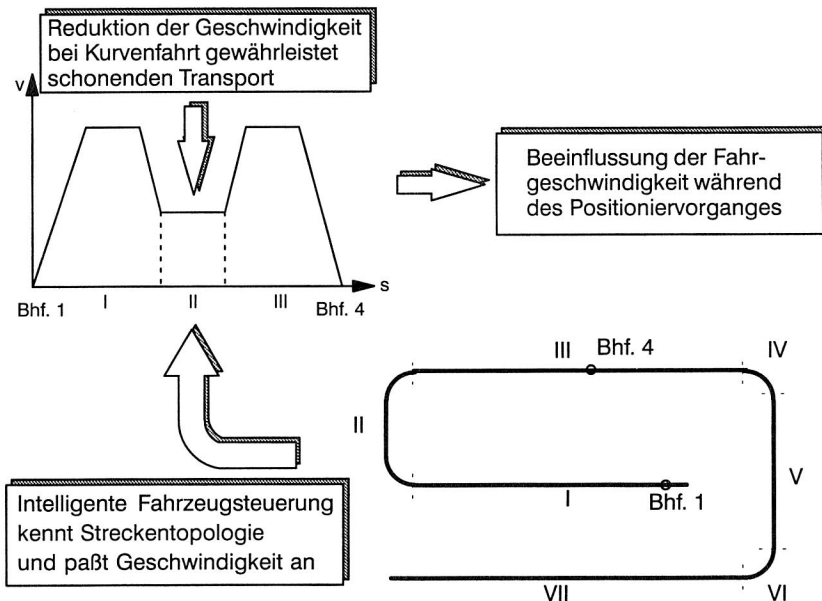 Reduktion der Geschwindigkeit
bei Kurvenfahrt gewährleistet
schonenden Transport
v
s
Bhf. 1
I
II
III
Bhf. 4
Beeinflussung der Fahr-
geschwindigkeit während
des Positioniervorganges
III
Bhf. 4
IV
II
V
I
Bhf. 1
VII
VI
Intelligente Fahrzeugsteuerung
kennt Streckentopologie
und paßt Geschwindigkeit an